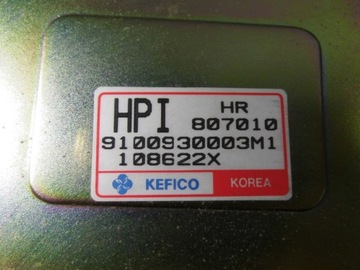 HPI HR
807010
9100930003M1
108622X
KEFICO KOREA